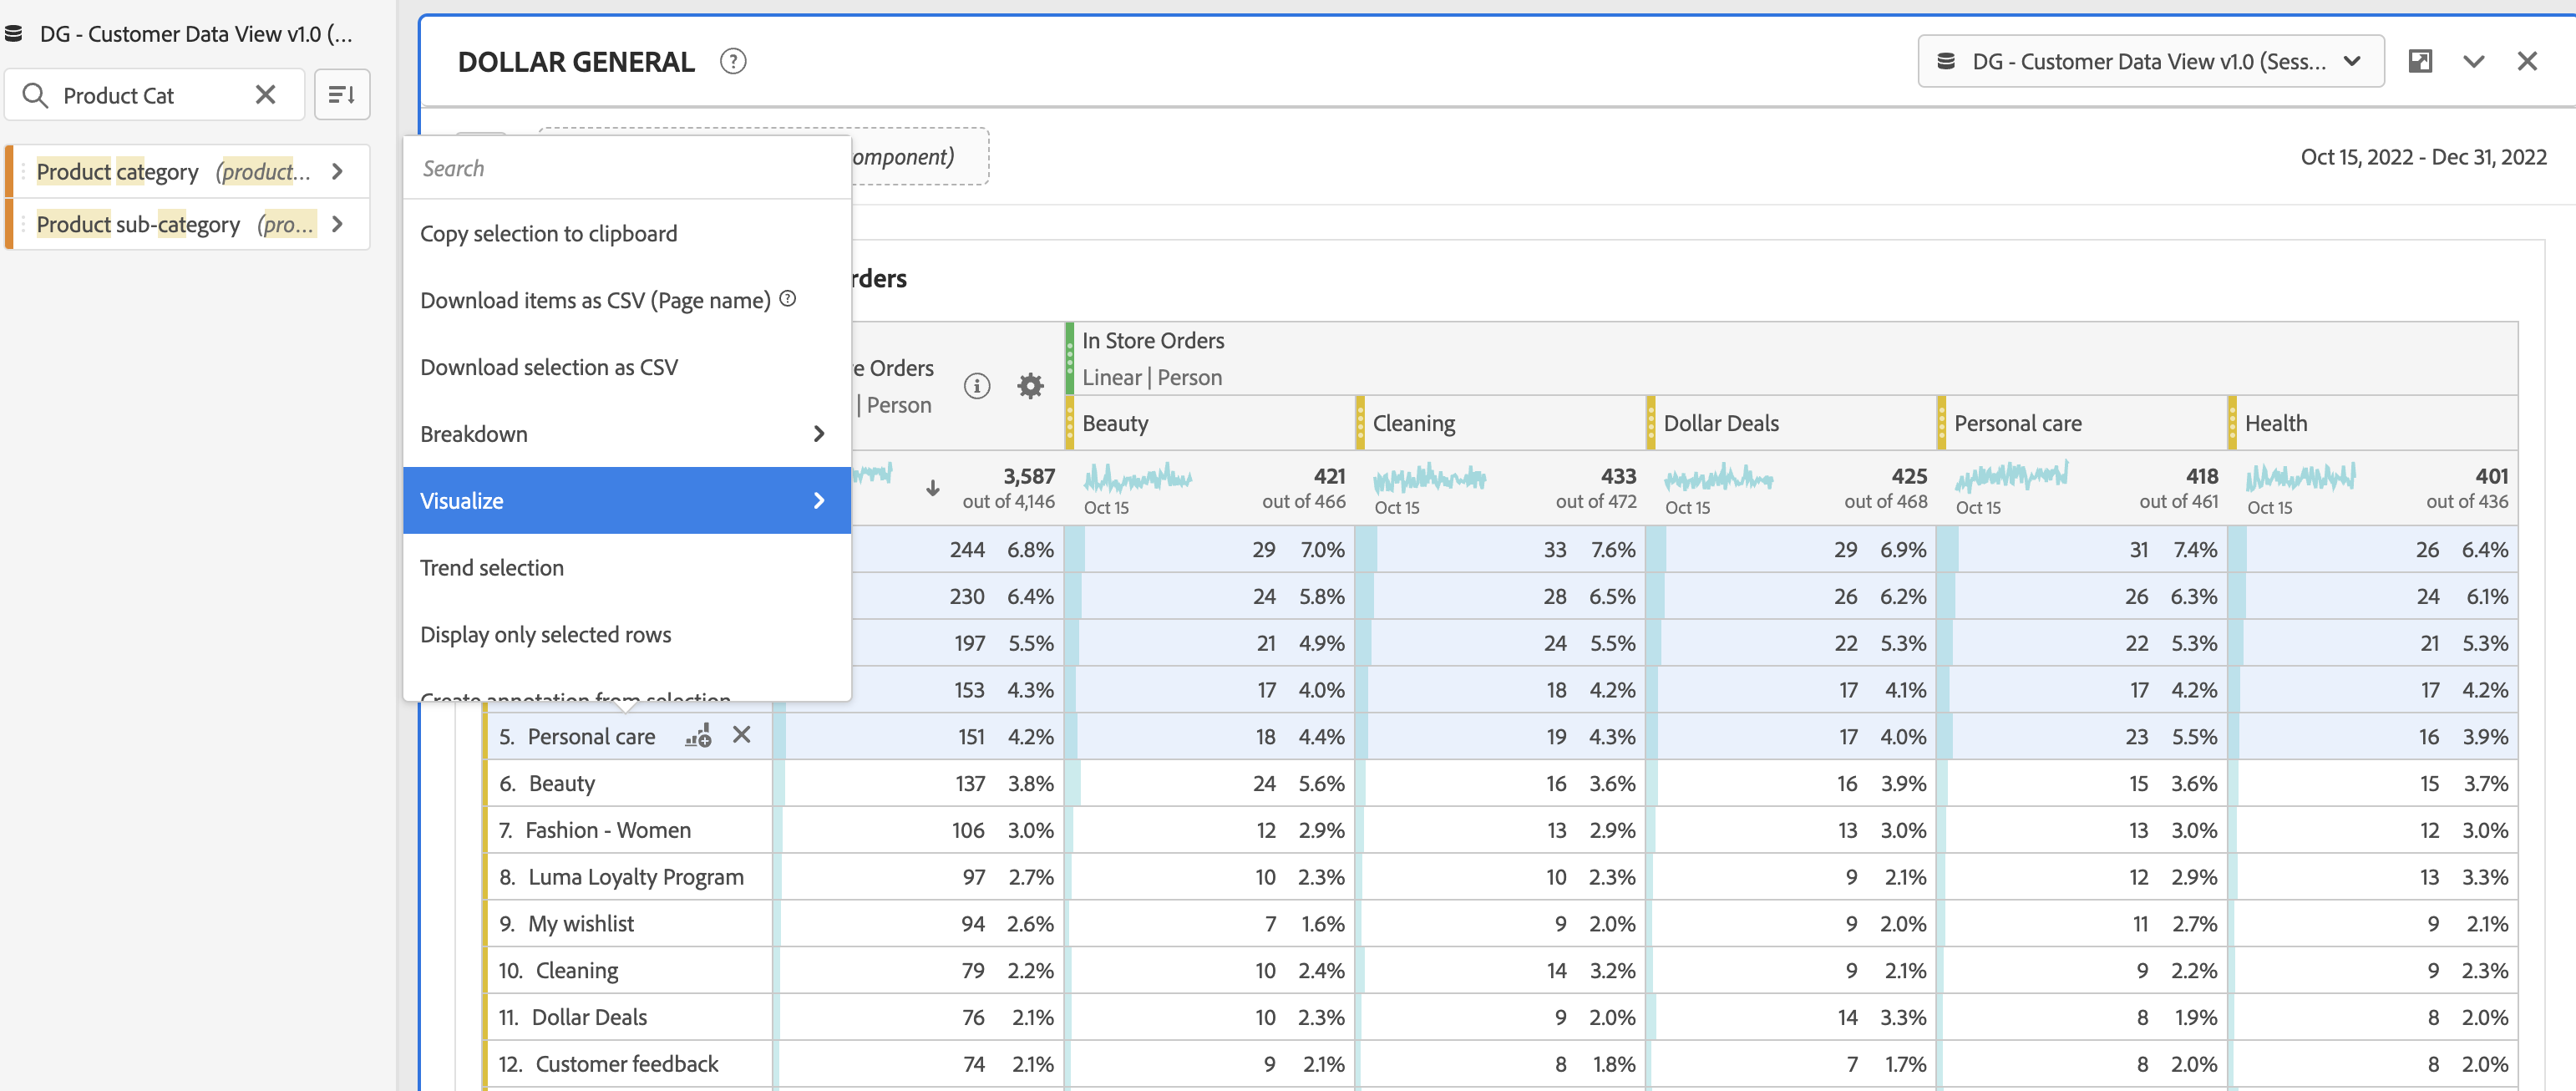 DG - Customer Data View v1.0 (...
Product Cat
Product category (product...
Product sub-category (pro...
DOLLAR GENERAL
DG - Customer Data View v1.0 (Sess...
omponent)
Oct 15, 2022 - Dec 31, 2022
Search
Copy selection to clipboard
Download items as CSV (Page name)
Download selection as CSV
Breakdown
Visualize
Trend selection
Display only selected rows
Create annotation from selection
rders
e Orders
| Person
In Store Orders
Linear | Person
Beauty Cleaning Dollar Deals Personal care Health
3,587 421 433 425 418 401
out of 4,146 Oct 15 out of 466 Oct 15 out of 472 Oct 15 out of 468 Oct 15 out of 461 Oct 15 out of 436
244 6.8% 29 7.0% 33 7.6% 29 6.9% 31 7.4% 26 6.4%
230 6.4% 24 5.8% 28 6.5% 26 6.2% 26 6.3% 24 6.1%
197 5.5% 21 4.9% 24 5.5% 22 5.3% 22 5.3% 21 5.3%
153 4.3% 17 4.0% 18 4.2% 17 4.1% 17 4.2% 17 4.2%
5. Personal care 151 4.2% 18 4.4% 19 4.3% 17 4.0% 23 5.5% 16 3.9%
6. Beauty 137 3.8% 24 5.6% 16 3.6% 16 3.9% 15 3.6% 15 3.7%
7. Fashion - Women 106 3.0% 12 2.9% 13 2.9% 13 3.0% 13 3.0% 12 3.0%
8. Luma Loyalty Program 97 2.7% 10 2.3% 10 2.3% 9 2.1% 12 2.9% 13 3.3%
9. My wishlist 94 2.6% 7 1.6% 9 2.0% 9 2.0% 11 2.7% 9 2.1%
10. Cleaning 79 2.2% 10 2.4% 14 3.2% 9 2.1% 9 2.2% 9 2.3%
11. Dollar Deals 76 2.1% 10 2.3% 9 2.0% 14 3.3% 8 1.9% 8 2.0%
12. Customer feedback 74 2.1% 9 2.1% 8 1.8% 7 1.7% 8 2.0% 8 2.0%